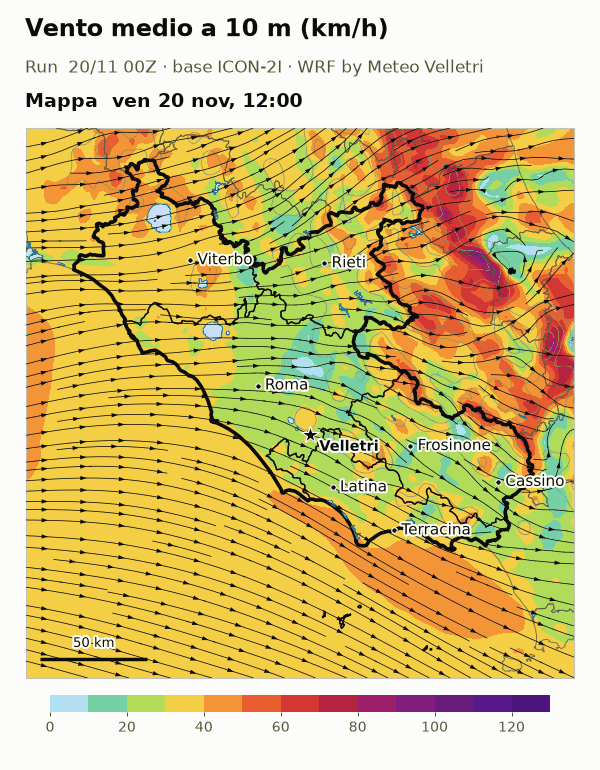 Vento medio a 10 m (km/h)
Run  20/11 00Z · base ICON-2I · WRF by Meteo Velletri
Mappa  ven 20 nov, 12:00
Viterbo
Rieti
Roma
Velletri
Frosinone
Latina
Cassino
Terracina
50 km
0 20 40 60 80 100 120